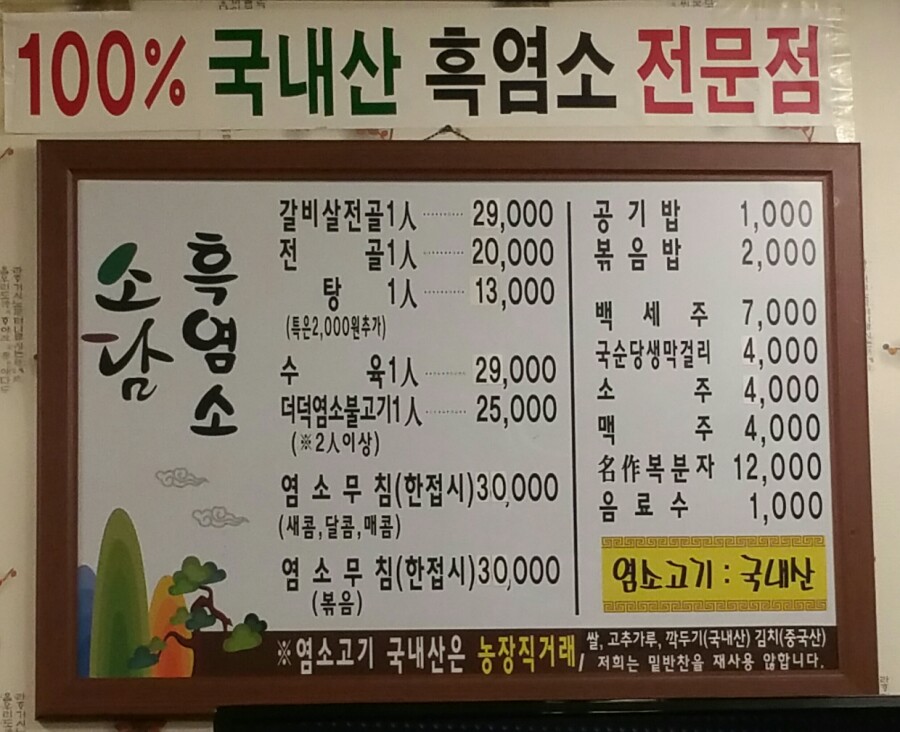 100% 국내산 흑염소 전문점
흑염소
소담
갈비살전골1人 ········ 29,000
전 골1人 ········ 20,000
탕 1人 ········ 13,000
(특은2,000원추가)
수 육1人 ········ 29,000
더덕염소불고기1人 ········ 25,000
(※2人이상)
염 소 무 침(한접시)30,000
(새콤,달콤,매콤)
염 소 무 침(한접시)30,000
(볶음)
공 기 밥 1,000
볶 음 밥 2,000
백 세 주 7,000
국순당생막걸리 4,000
소 주 4,000
맥 주 4,000
名作복분자 12,000
음 료 수 1,000
염소고기 : 국내산
※염소고기 국내산은 농장직거래/
쌀, 고추가루, 깍두기(국내산) 김치(중국산)
저희는 밑반찬을 재사용 않합니다.